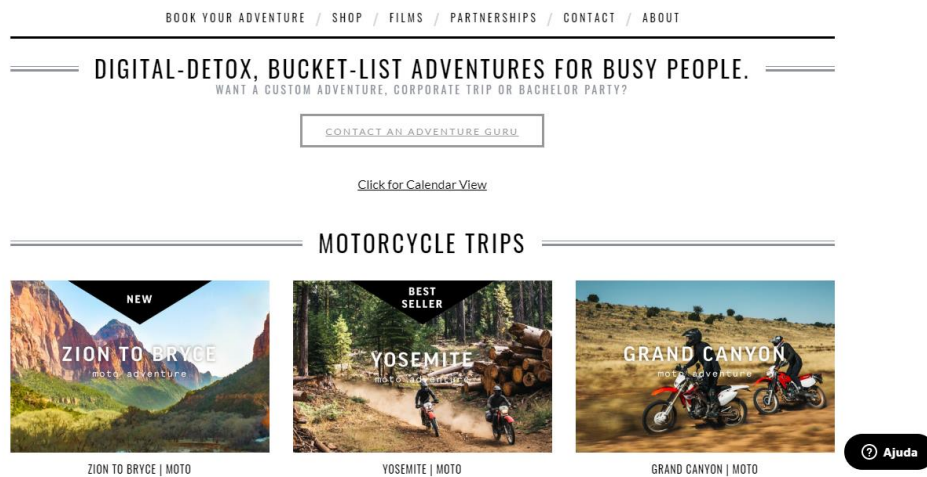 BOOK YOUR ADVENTURE / SHOP / FILMS / PARTNERSHIPS / CONTACT / ABOUT
DIGITAL-DETOX, BUCKET-LIST ADVENTURES FOR BUSY PEOPLE.
WANT A CUSTOM ADVENTURE, CORPORATE TRIP OR BACHELOR PARTY?
CONTACT AN ADVENTURE GURU
Click for Calendar View
MOTORCYCLE TRIPS
NEW
ZION TO BRYCE
moto adventure
ZION TO BRYCE | MOTO
BEST
SELLER
YOSEMITE
moto adventure
YOSEMITE | MOTO
GRAND CANYON
moto adventure
GRAND CANYON | MOTO
Ajuda